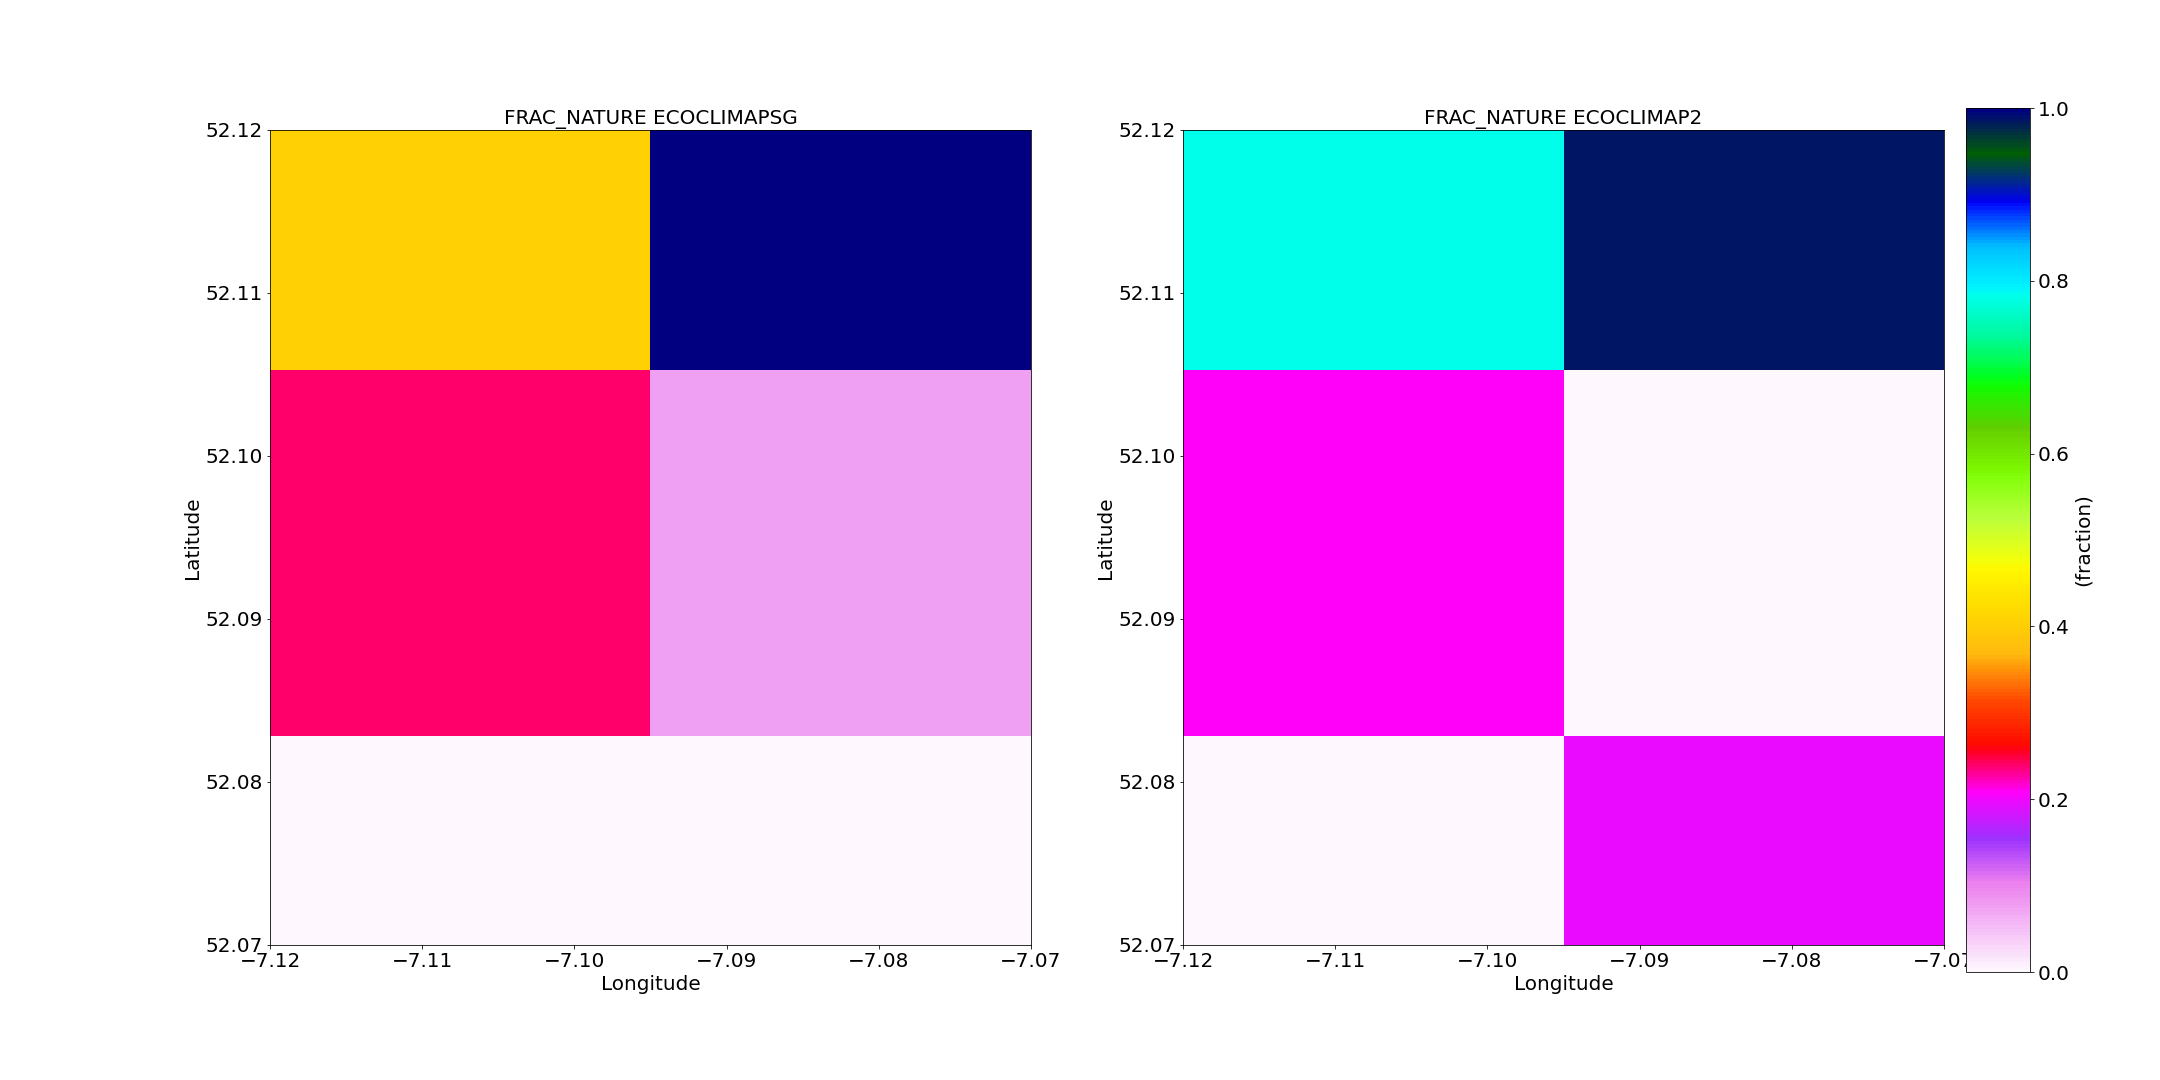 FRAC_NATURE ECOCLIMAPSG
52.12
52.11
52.10
52.09
52.08
52.07
Latitude
−7.12 −7.11 −7.10 −7.09 −7.08 −7.07
Longitude
FRAC_NATURE ECOCLIMAP2
52.12
52.11
52.10
52.09
52.08
52.07
Latitude
−7.12 −7.11 −7.10 −7.09 −7.08 −7.0
Longitude
1.0
0.8
0.6
0.4
0.2
0.0
(fraction)